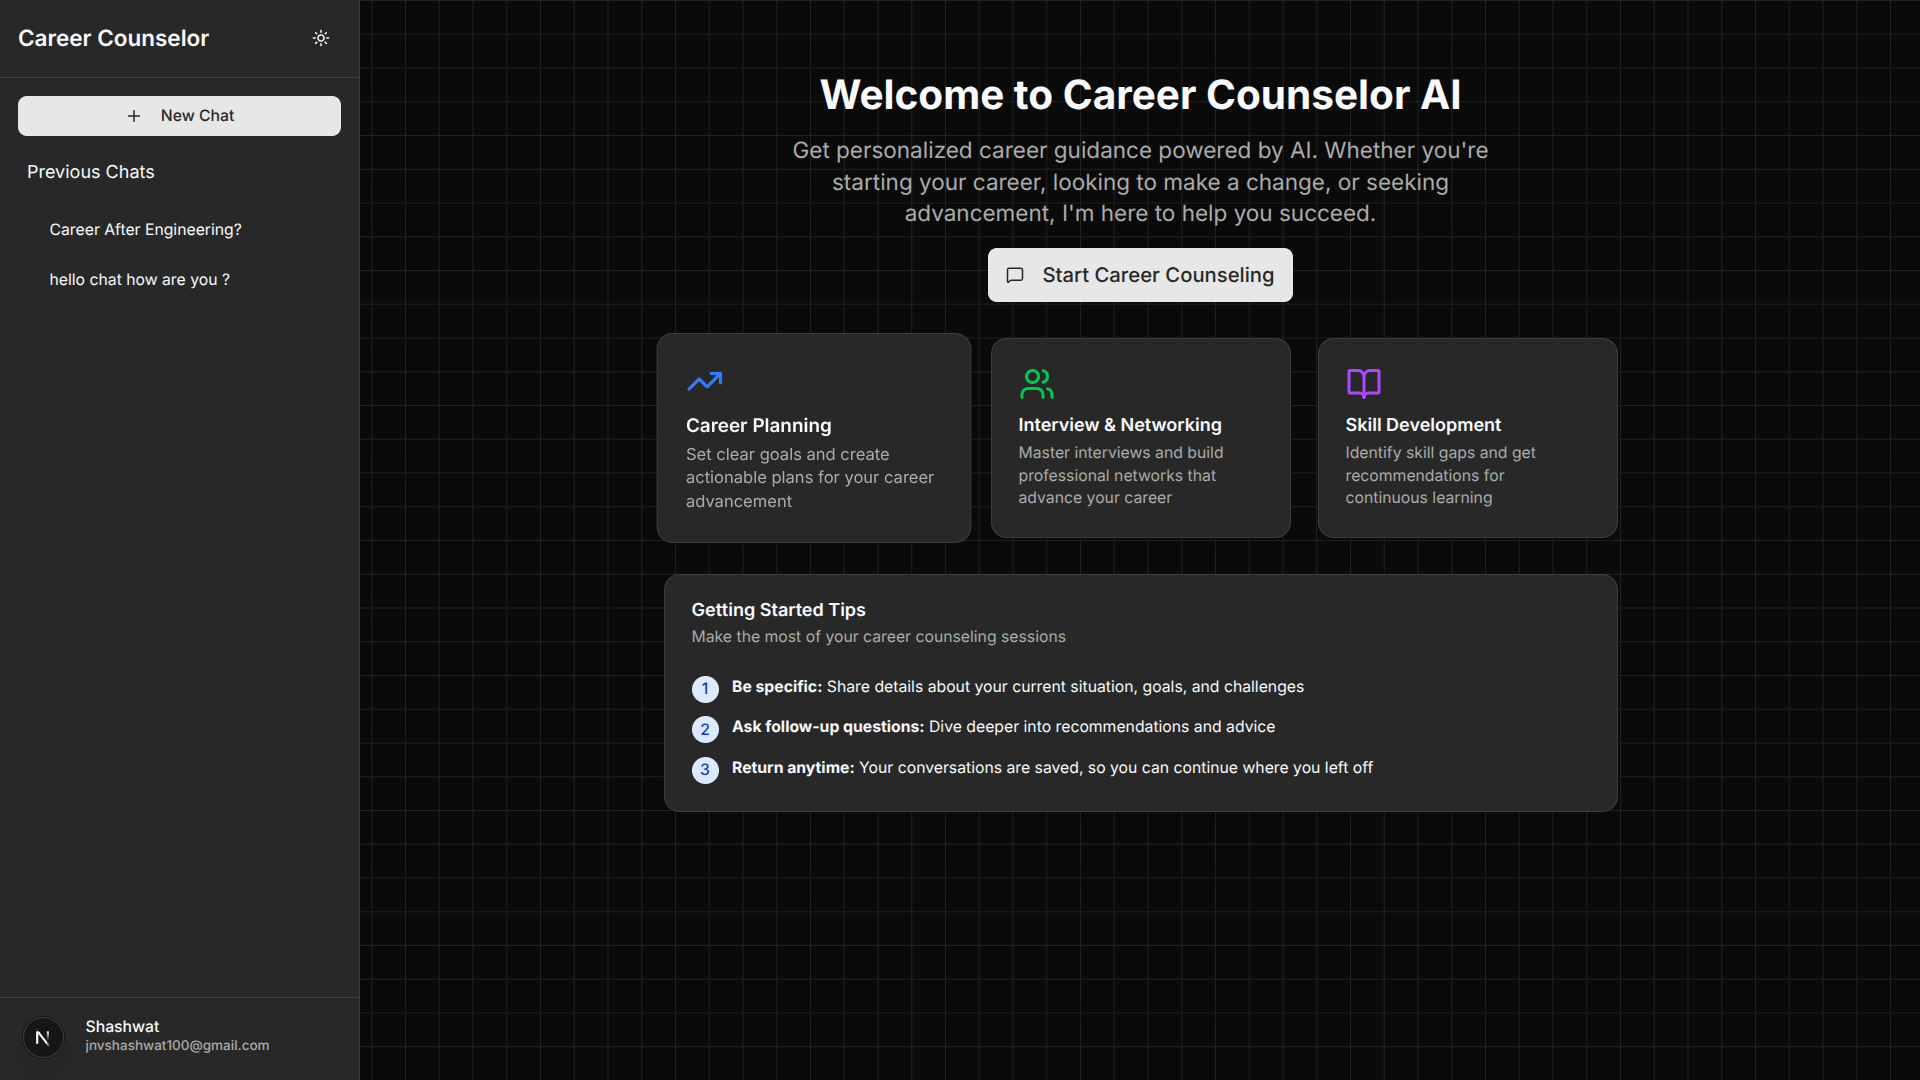 Career Counselor
New Chat
Previous Chats
Career After Engineering?
hello chat how are you ?
N
Shashwat
jnvshashwat100@gmail.com
Welcome to Career Counselor AI
Get personalized career guidance powered by AI. Whether you're
starting your career, looking to make a change, or seeking
advancement, I'm here to help you succeed.
Start Career Counseling
Career Planning
Set clear goals and create
actionable plans for your career
advancement
Interview & Networking
Master interviews and build
professional networks that
advance your career
Skill Development
Identify skill gaps and get
recommendations for
continuous learning
Getting Started Tips
Make the most of your career counseling sessions
1 Be specific: Share details about your current situation, goals, and challenges
2 Ask follow-up questions: Dive deeper into recommendations and advice
3 Return anytime: Your conversations are saved, so you can continue where you left off